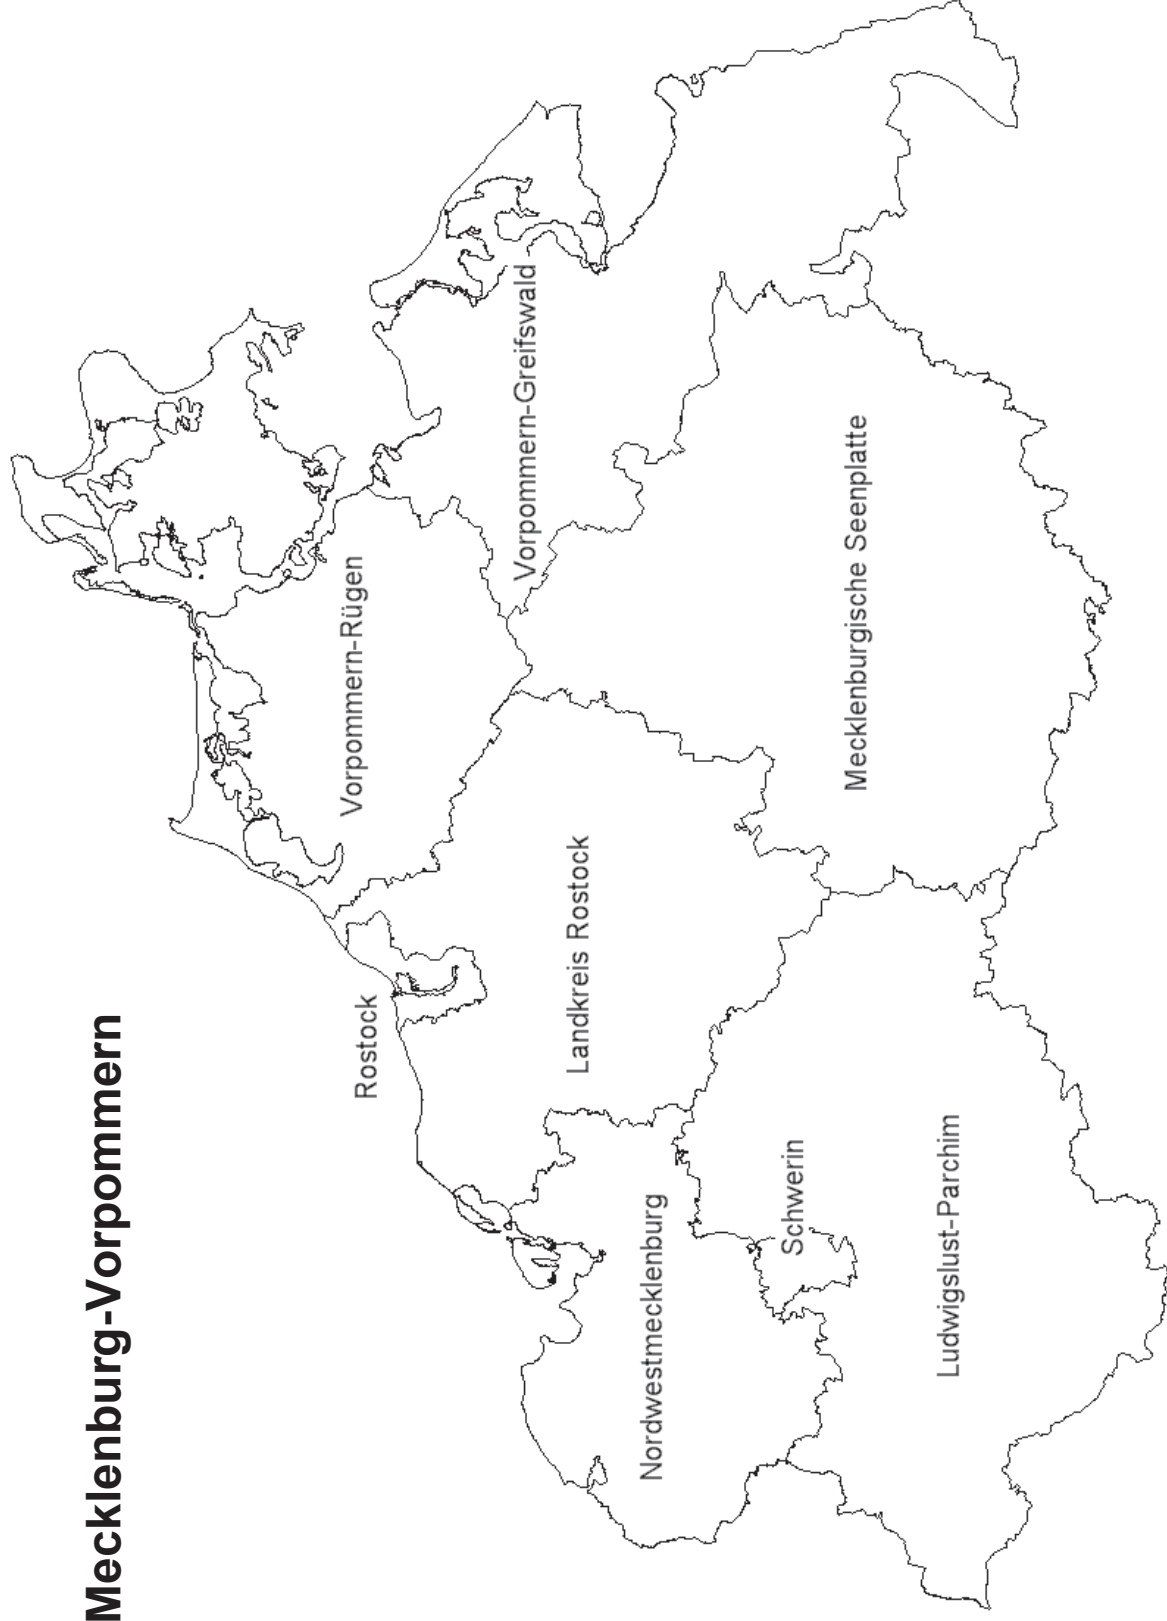 Mecklenburg-Vorpommern
Vorpommern-Rügen
Rostock
Vorpommern-Greifswald
Landkreis Rostock
Nordwestmecklenburg
Schwerin
Mecklenburgische Seenplatte
Ludwigslust-Parchim